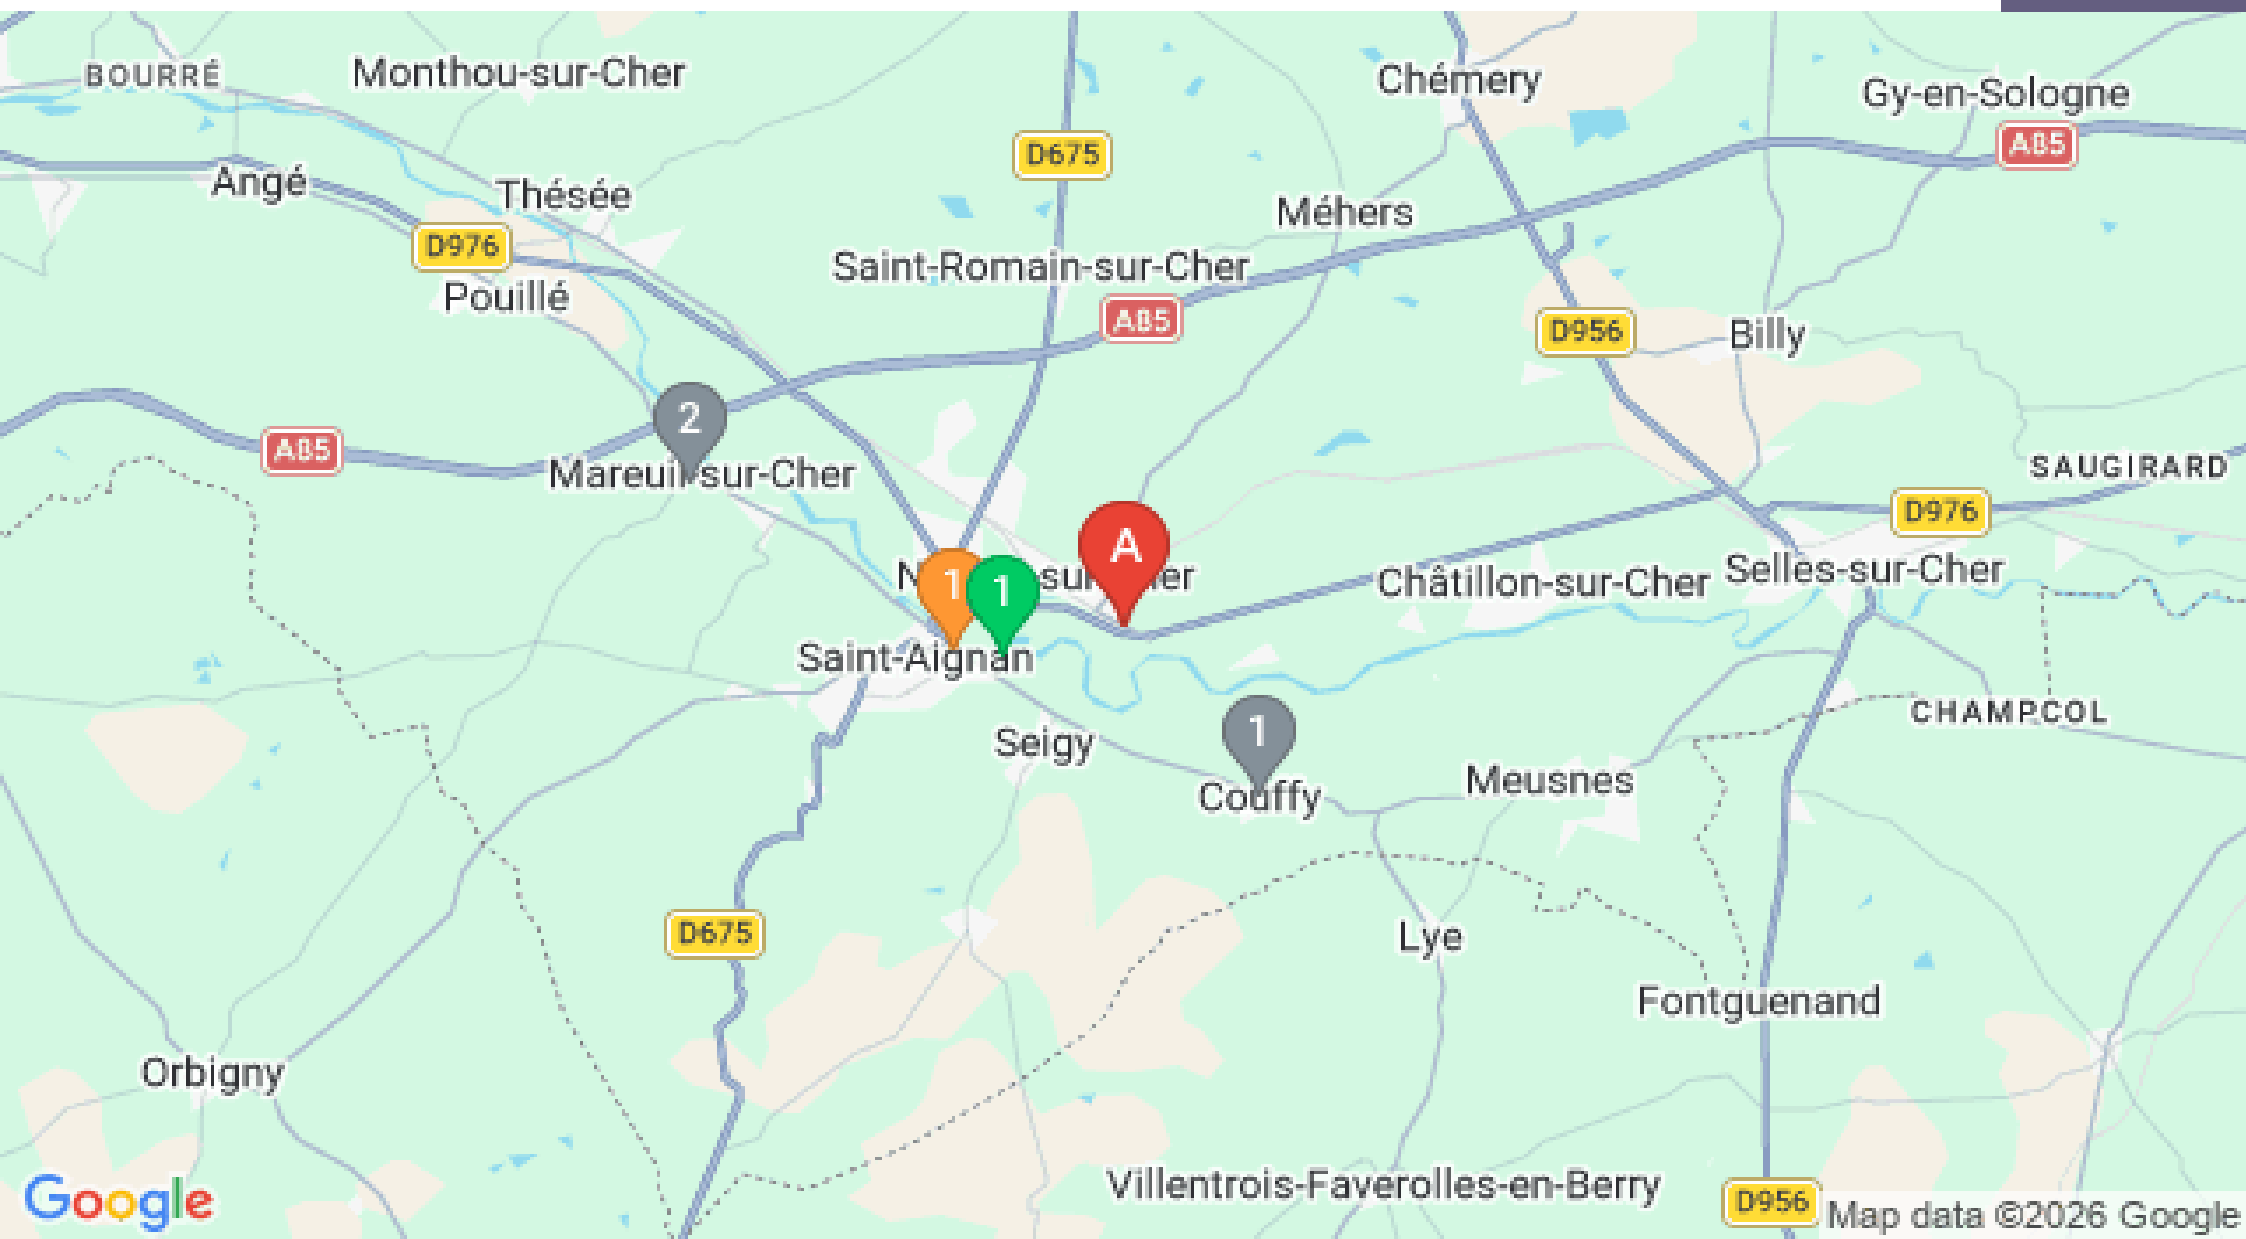 BOURRÉ
Monthou-sur-Cher
Chémery
Gy-en-Sologne
A85
D675
Angé
Thésée
Méhers
D976
Saint-Romain-sur-Cher
Pouillé
A85
D956
Billy
2
A85
Mareuil-sur-Cher
SAUGIRARD
D976
A
1
1
sur-Cher
Châtillon-sur-Cher
Selles-sur-Cher
Saint-Aignan
CHAMPCOL
Seigy
1
Couffy
Meusnes
D675
Lye
Fontguenand
Orbigny
Villentrois-Faverolles-en-Berry
Google
D956
Map data ©2026 Google